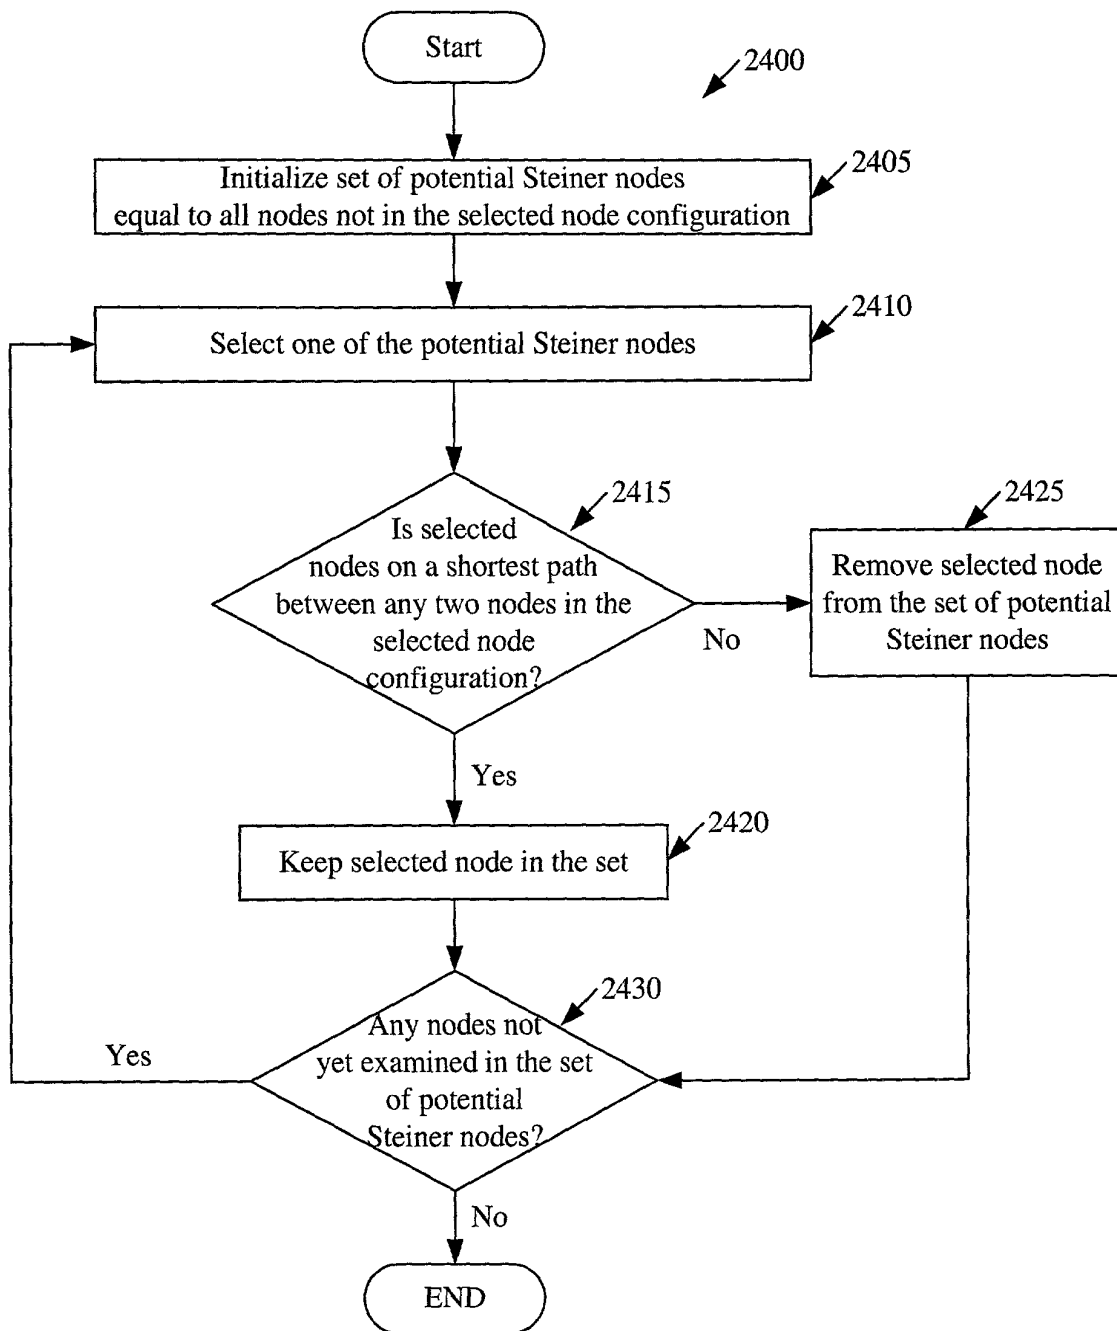 Start
2400
2405
Initialize set of potential Steiner nodes
equal to all nodes not in the selected node configuration
2410
Select one of the potential Steiner nodes
2415
Is selected
nodes on a shortest path
between any two nodes in the
selected node
configuration?
No
2425
Remove selected node
from the set of potential
Steiner nodes
Yes
2420
Keep selected node in the set
2430
Any nodes not
yet examined in the set
of potential
Steiner nodes?
Yes
No
END